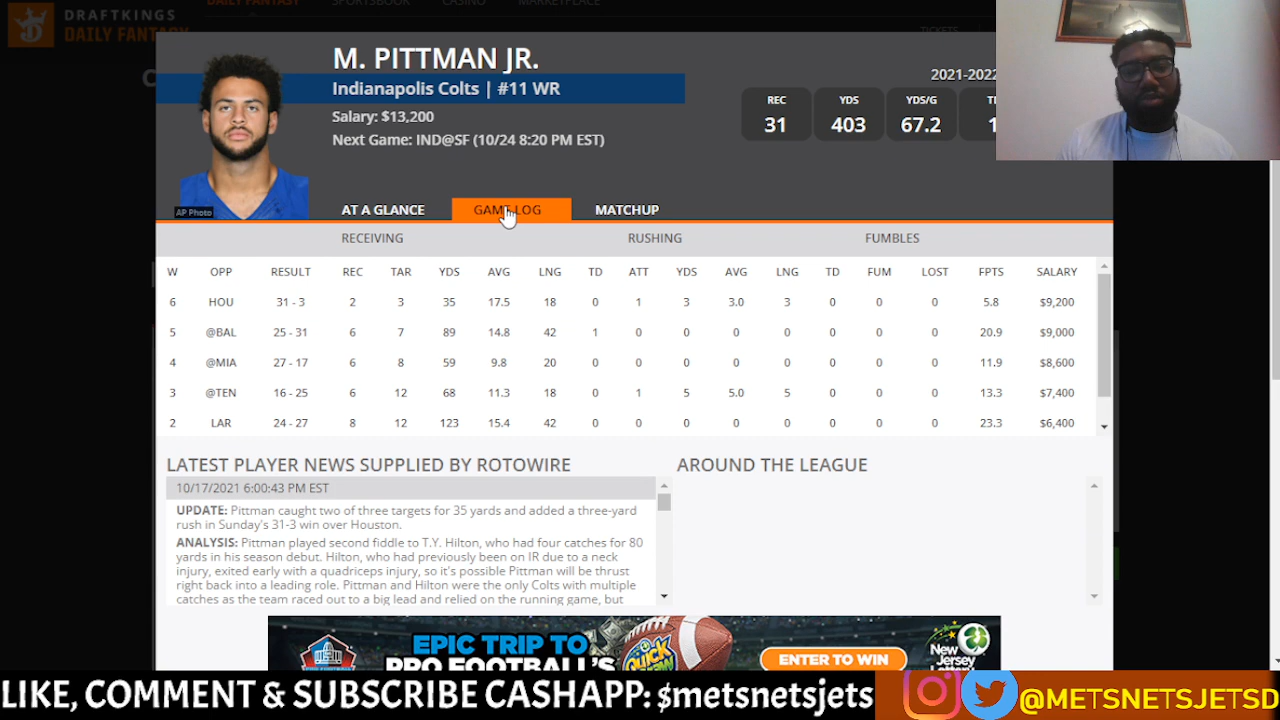 DAILY FANTASY SPORTSBOOK CASINO MARKETPLACE
DRAFTKINGS
DAILY FANTASY
TICKETS
M. PITTMAN JR.
Indianapolis Colts | #11 WR
Salary: $13,200
Next Game: IND@SF (10/24 8:20 PM EST)
2021-2022
REC YDS YDS/G
31 403 67.2 1
AP Photo
AT A GLANCE GAME LOG MATCHUP
RECEIVING RUSHING FUMBLES
W OPP RESULT REC TAR YDS AVG LNG TD ATT YDS AVG LNG TD FUM LOST FPTS SALARY
6 HOU 31 - 3 2 3 35 17.5 18 0 1 3 3.0 3 0 0 0 5.8 $9,200
5 @BAL 25 - 31 6 7 89 14.8 42 1 0 0 0 0 0 0 0 20.9 $9,000
4 @MIA 27 - 17 6 8 59 9.8 20 0 0 0 0 0 0 0 0 11.9 $8,600
3 @TEN 16 - 25 6 12 68 11.3 18 0 1 5 5.0 5 0 0 0 13.3 $7,400
2 LAR 24 - 27 8 12 123 15.4 42 0 0 0 0 0 0 0 0 23.3 $6,400
LATEST PLAYER NEWS SUPPLIED BY ROTOWIRE
AROUND THE LEAGUE
10/17/2021 6:00:43 PM EST
UPDATE: Pittman caught two of three targets for 35 yards and added a three-yard
rush in Sunday's 31-3 win over Houston.
ANALYSIS: Pittman played second fiddle to T.Y. Hilton, who had four catches for 80
yards in his season debut. Hilton, who had previously been on IR due to a neck
injury, exited early with a quadriceps injury, so it's possible Pittman will be thrust
right back into a leading role. Pittman and Hilton were the only Colts with multiple
catches as the team raced out to a big lead and relied on the running game, but
EPIC TRIP TO
PRO FOOTBALL'S
QUICK
ENTER TO WIN
New
Jersey
Lottery
LIKE, COMMENT & SUBSCRIBE CASHAPP: $metsnetsjets
@METSNETSJETSD